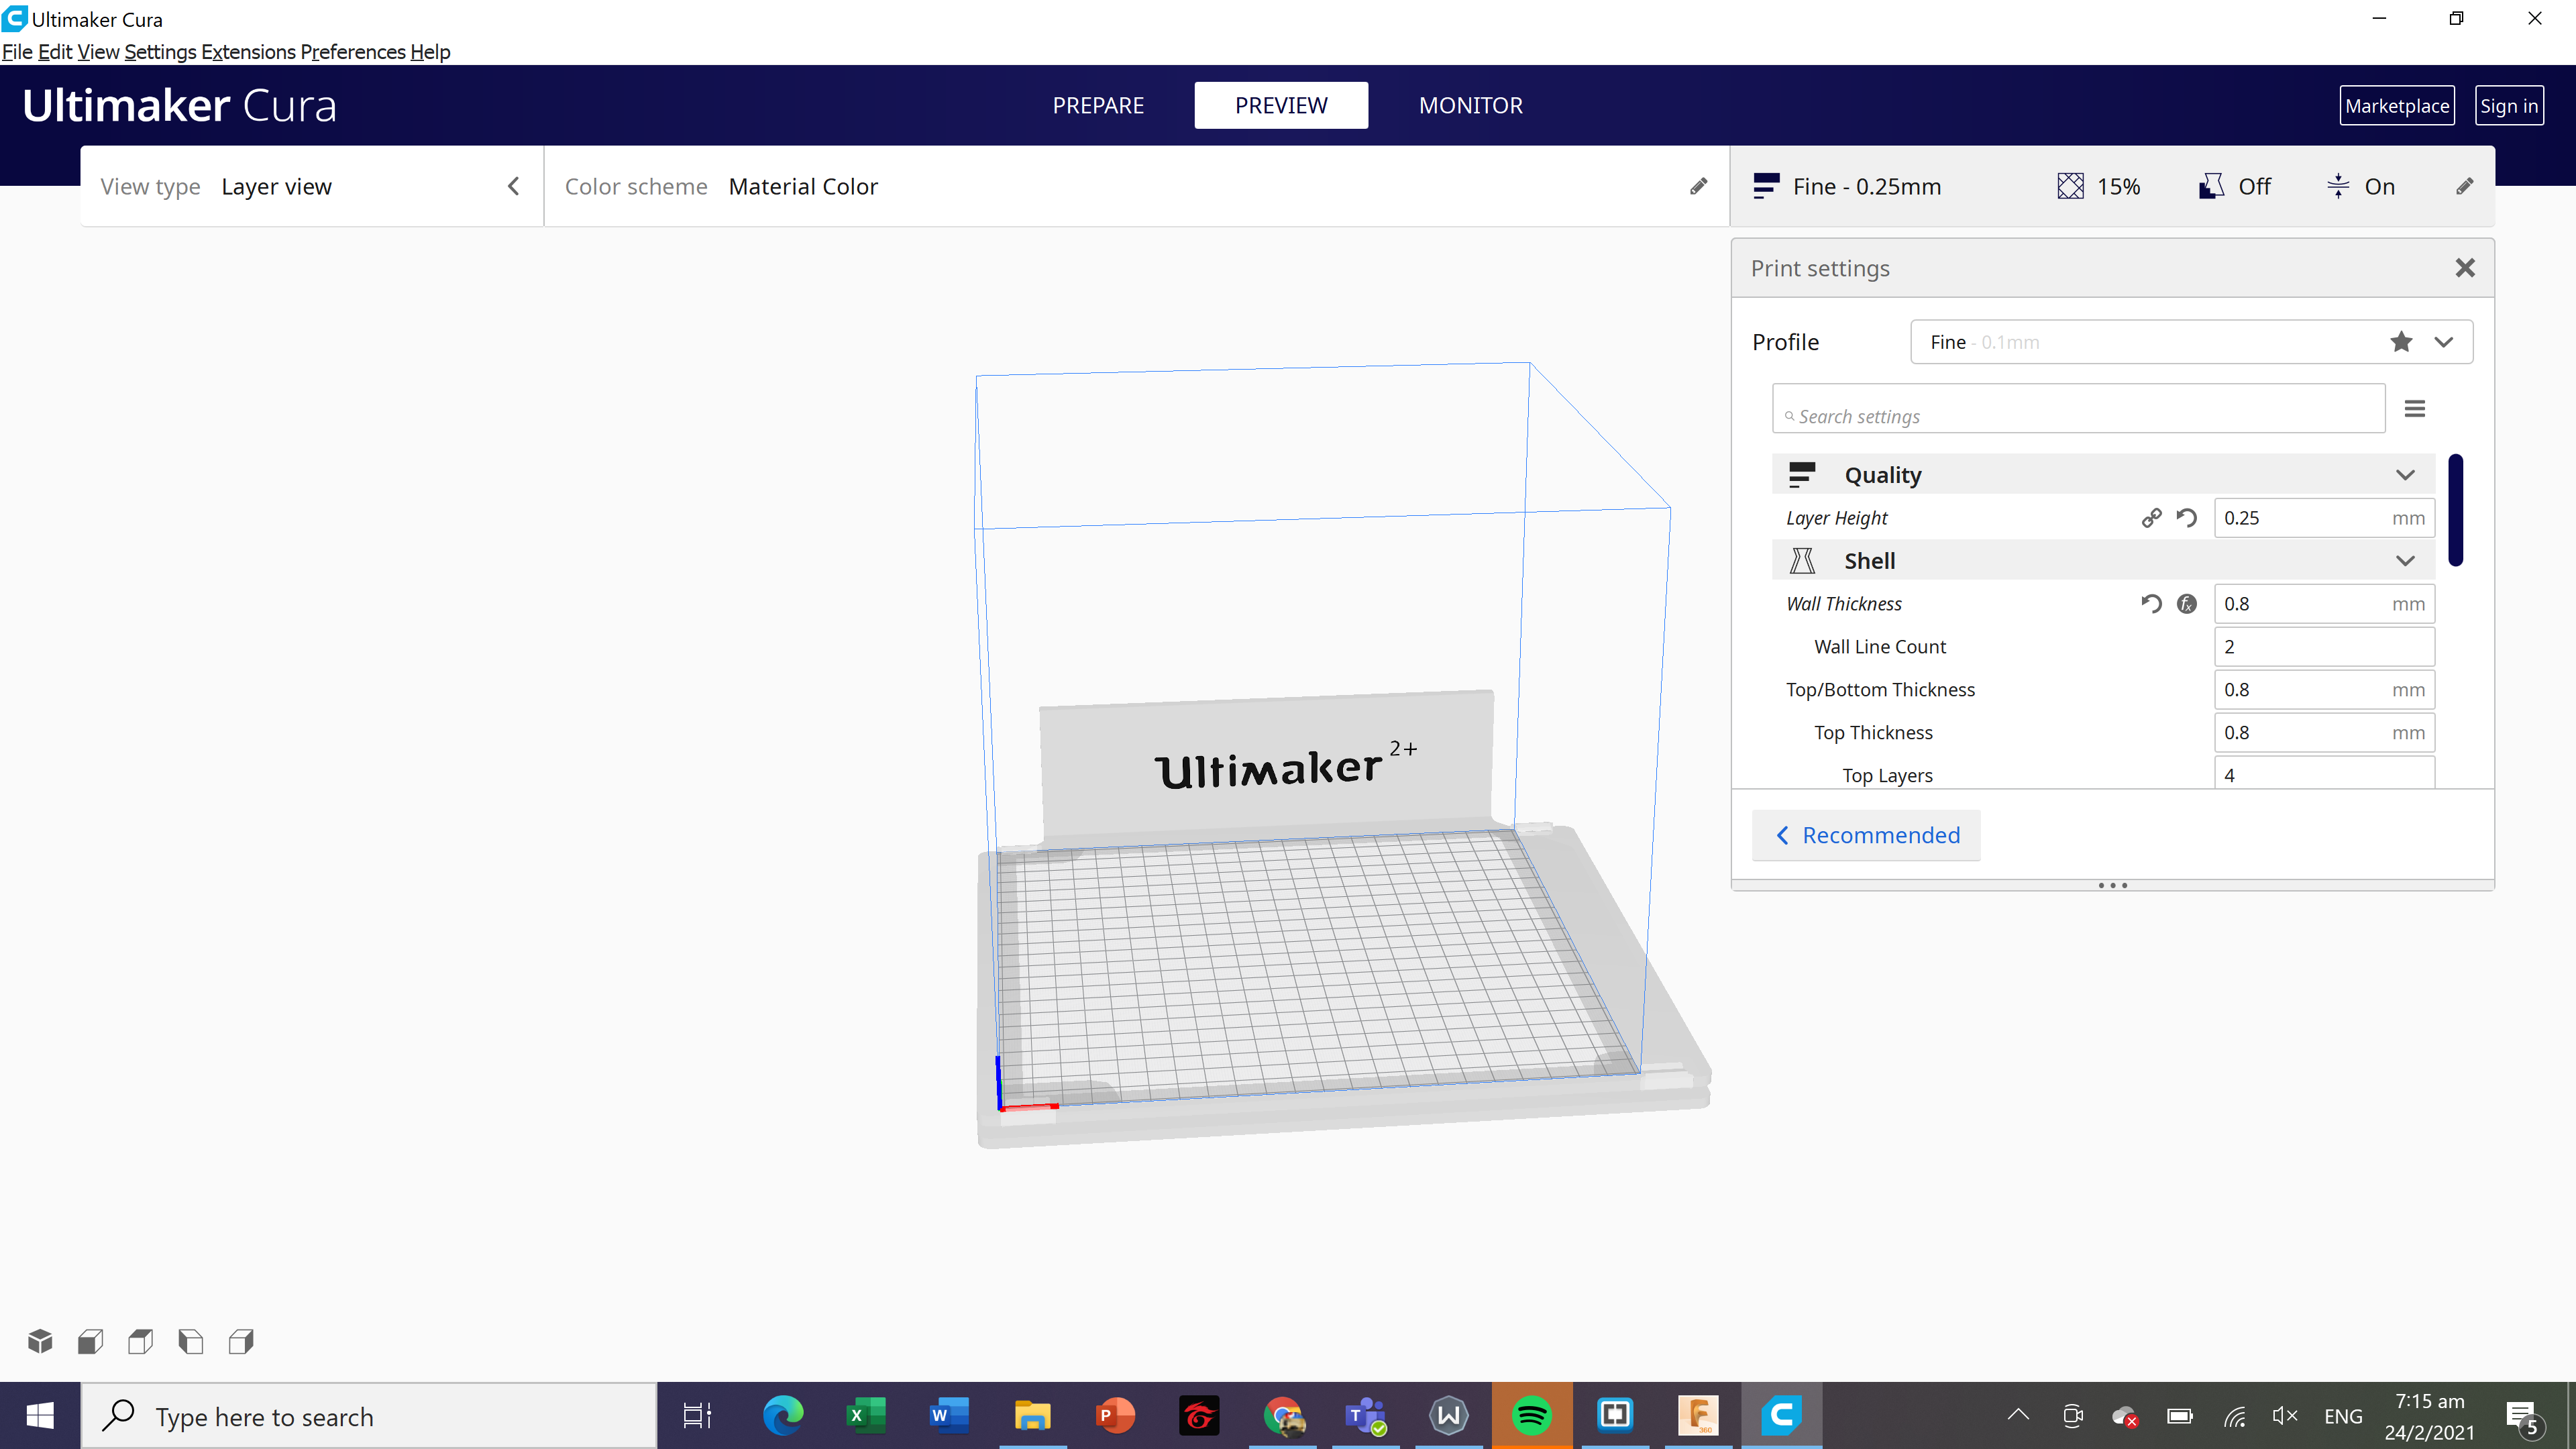 Ultimaker Cura
File Edit View Settings Extensions Preferences Help
Ultimaker Cura
PREPARE
PREVIEW
MONITOR
Marketplace
Sign in
View type Layer view
Color scheme Material Color
Fine - 0.25mm
15%
Off
On
Print settings
Profile
Fine - 0.1mm
Search settings
Quality
Layer Height 0.25 mm
Shell
Wall Thickness 0.8 mm
Wall Line Count 2
Top/Bottom Thickness 0.8 mm
Top Thickness 0.8 mm
Top Layers 4
Recommended
Ultimaker 2+
Type here to search
ENG
7:15 am
24/2/2021
5